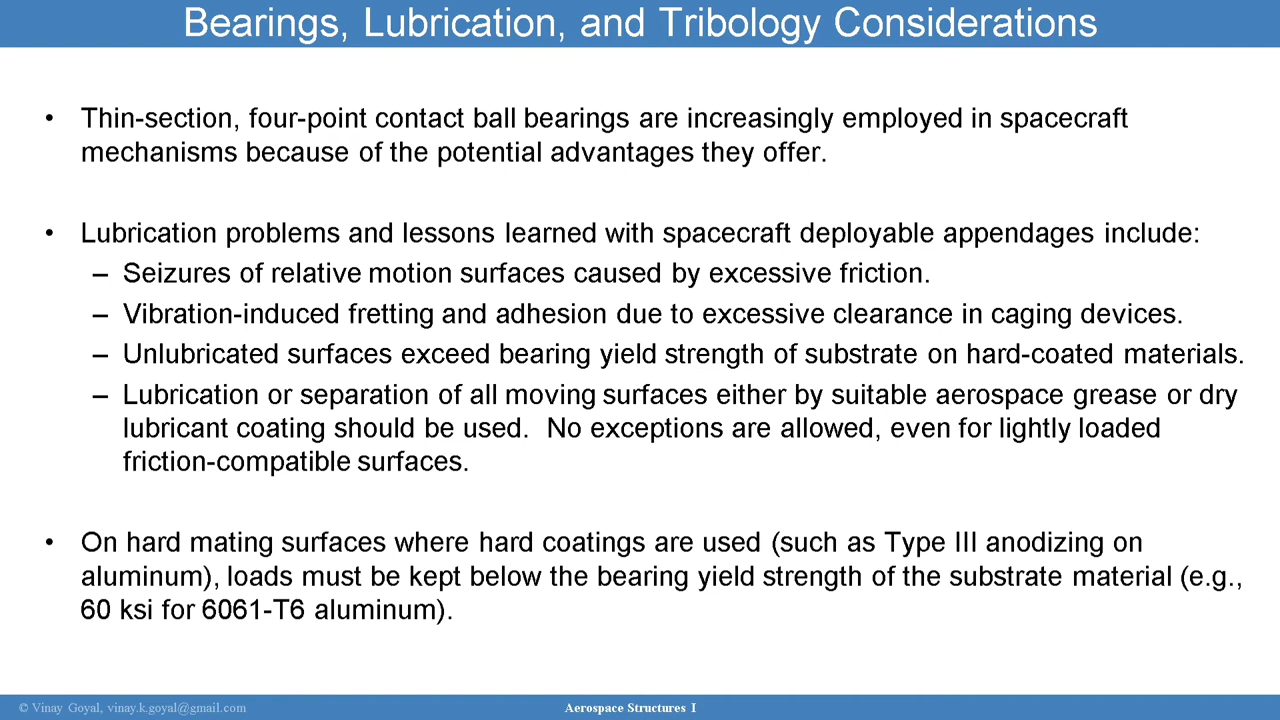 Bearings, Lubrication, and Tribology Considerations
• Thin-section, four-point contact ball bearings are increasingly employed in spacecraft
mechanisms because of the potential advantages they offer.
• Lubrication problems and lessons learned with spacecraft deployable appendages include:
– Seizures of relative motion surfaces caused by excessive friction.
– Vibration-induced fretting and adhesion due to excessive clearance in caging devices.
– Unlubricated surfaces exceed bearing yield strength of substrate on hard-coated materials.
– Lubrication or separation of all moving surfaces either by suitable aerospace grease or dry
lubricant coating should be used. No exceptions are allowed, even for lightly loaded
friction-compatible surfaces.
• On hard mating surfaces where hard coatings are used (such as Type III anodizing on
aluminum), loads must be kept below the bearing yield strength of the substrate material (e.g.,
60 ksi for 6061-T6 aluminum).
© Vinay Goyal, vinay.k.goyal@gmail.com
Aerospace Structures I